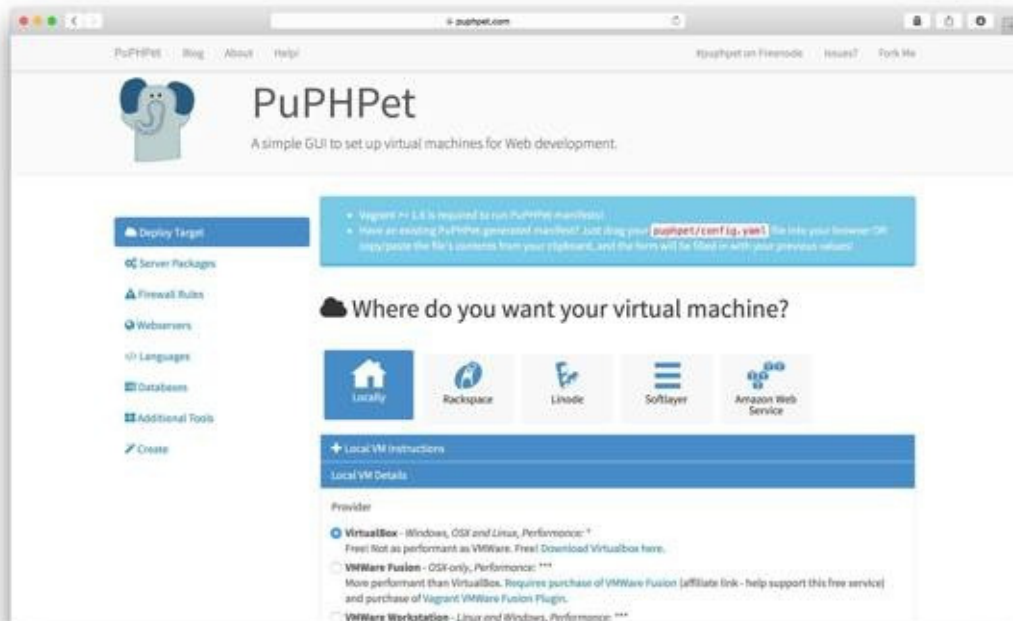 puphpet.com
PuPHPet Blog About Help!
#puphpet on Freenode Issues? Fork Me
PuPHPet
A simple GUI to set up virtual machines for Web development.
Deploy Target
Server Packages
Firewall Rules
Webservers
Languages
Databases
Additional Tools
Create
Vagrant >= 1.6 is required to run PuPHPet manifests!
Have an existing PuPHPet generated manifest? Just drag your puphpet/config.yaml file into your browser OR
copy/paste the file's contents from your clipboard, and the form will be filled in with your previous values!
Where do you want your virtual machine?
Locally
Rackspace
Linode
Softlayer
Amazon Web
Service
Local VM Instructions
Local VM Details
Provider
VirtualBox - Windows, OSX and Linux, Performance: *
Free! Not as performant as VMWare. Free! Download Virtualbox here.
VMWare Fusion - OSX-only, Performance: ***
More performant than VirtualBox. Requires purchase of VMWare Fusion (affiliate link - help support this free service)
and purchase of Vagrant VMWare Fusion Plugin.
VMWare Workstation - Linux and Windows, Performance: ***